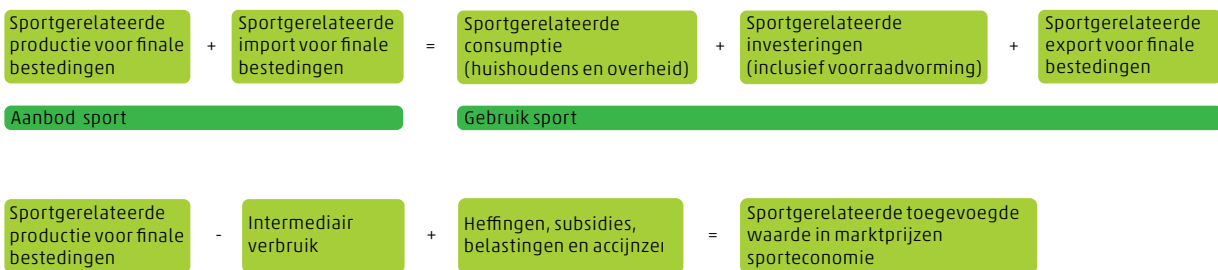 Sportgerelateerde
productie voor finale
bestedingen
+
Sportgerelateerde
import voor finale
bestedingen
=
Sportgerelateerde
consumptie
(huishoudens en overheid)
+
Sportgerelateerde
investeringen
(inclusief voorraadvorming)
+
Sportgerelateerde
export voor finale
bestedingen
Aanbod sport
Gebruik sport
Sportgerelateerde
productie voor finale
bestedingen
-
Intermediair
verbruik
+
Heffingen, subsidies,
belastingen en accijnzen
=
Sportgerelateerde toegevoegde
waarde in marktprijzen
sporteconomie